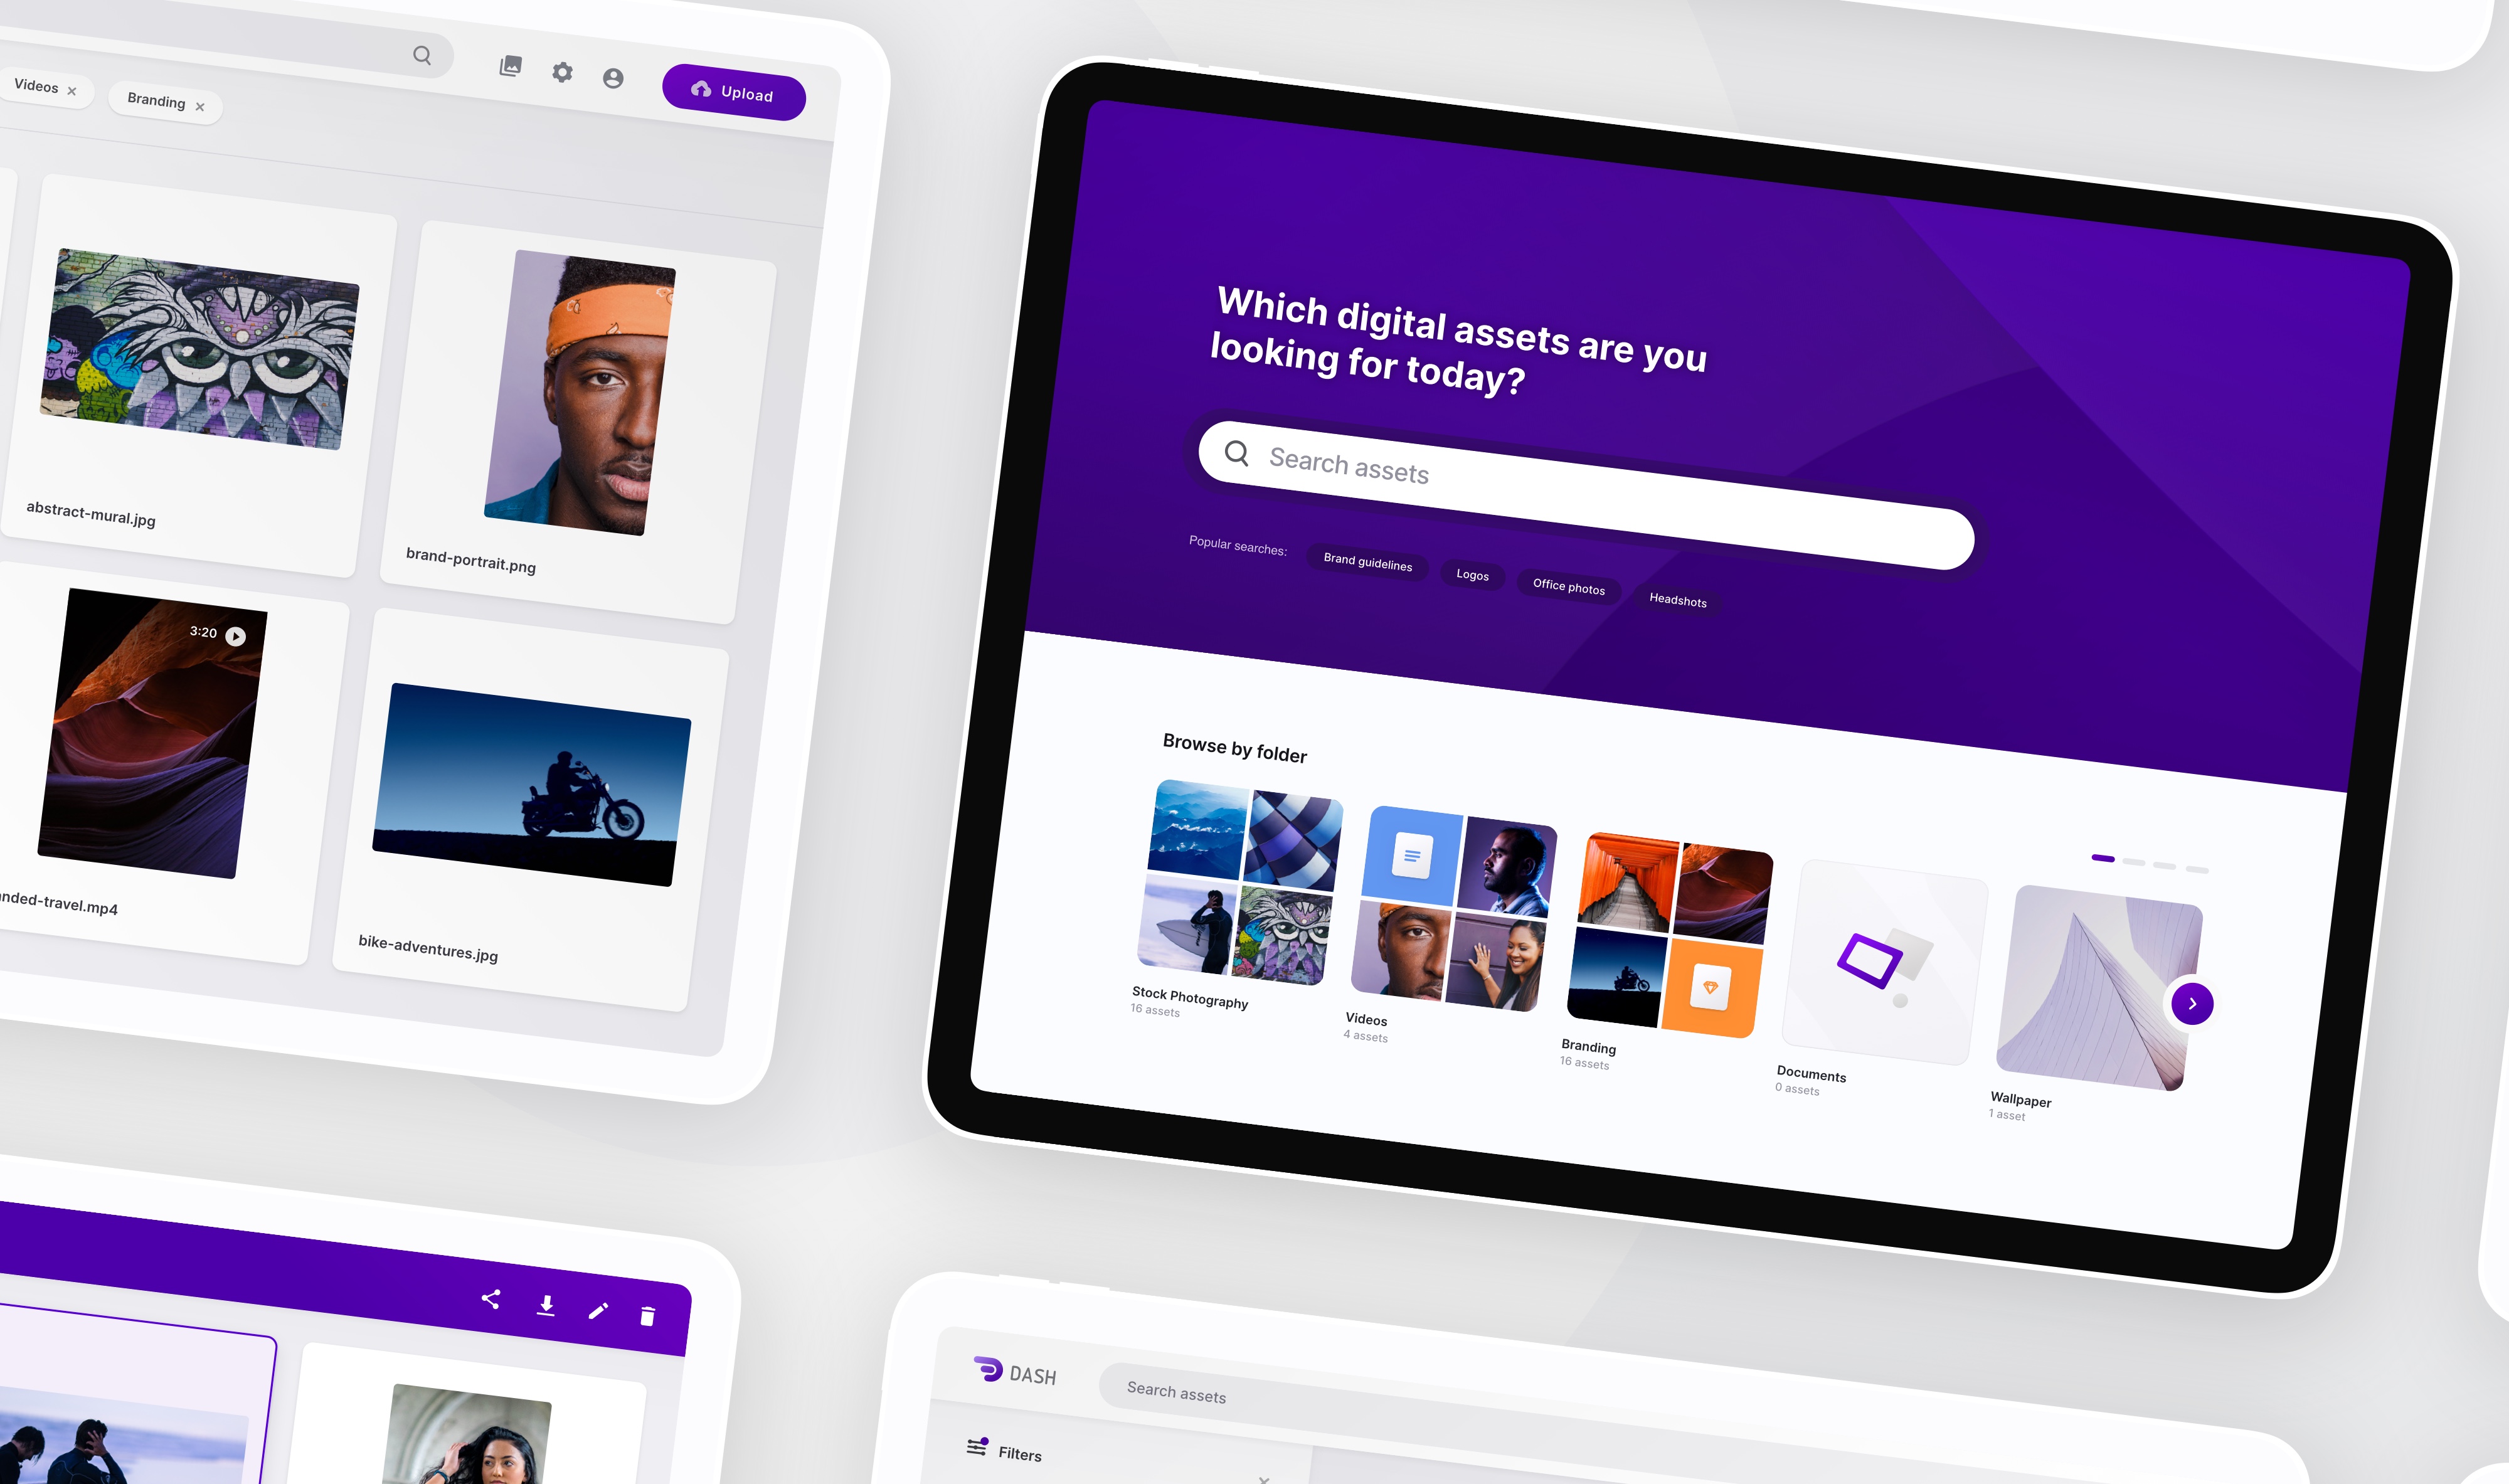 Videos
Branding
Upload
abstract-mural.jpg
brand-portrait.png
3:20
nded-travel.mp4
bike-adventures.jpg
Which digital assets are you
looking for today?
Search assets
Popular searches:
Brand guidelines
Logos
Office photos
Headshots
Browse by folder
Stock Photography
16 assets
Videos
4 assets
Branding
16 assets
Documents
0 assets
Wallpaper
1 asset
DASH
Search assets
Filters